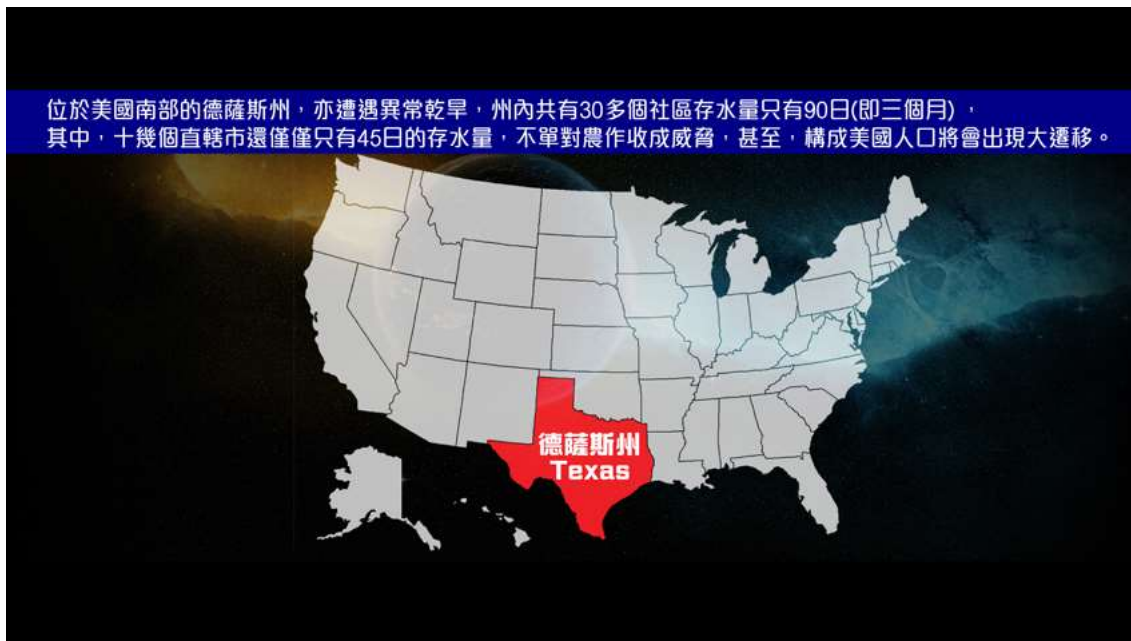 位於美國南部的德薩斯州，亦遭遇異常乾旱，州內共有30多個社區存水量只有90日(即三個月) ，
其中，十幾個直轄市還僅僅只有45日的存水量，不單對農作收成威脅，甚至，構成美國人口將會出現大遷移。
德薩斯州
Texas